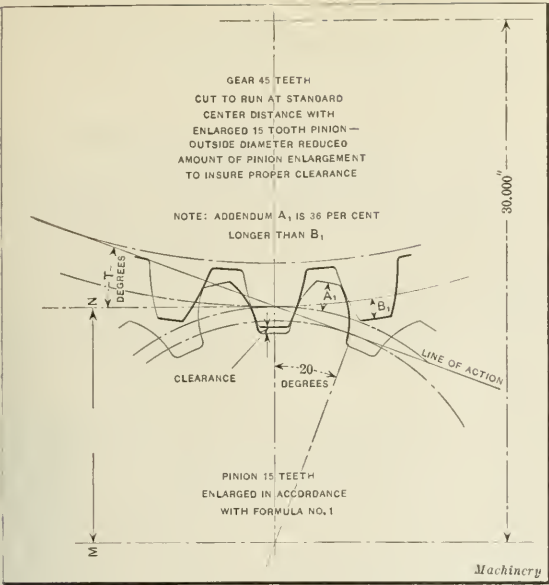 GEAR 45 TEETH
CUT TO RUN AT STANDARD
CENTER DISTANCE WITH
ENLARGED 15 TOOTH PINION—
OUTSIDE DIAMETER REDUCED
AMOUNT OF PINION ENLARGEMENT
TO INSURE PROPER CLEARANCE
NOTE: ADDENDUM A₁ IS 36 PER CENT
LONGER THAN B₁
30.000"
T
DEGREES
N
A₁
B₁
LINE OF ACTION
CLEARANCE
20
DEGREES
PINION 15 TEETH
ENLARGED IN ACCORDANCE
WITH FORMULA NO.1
M
Machinery